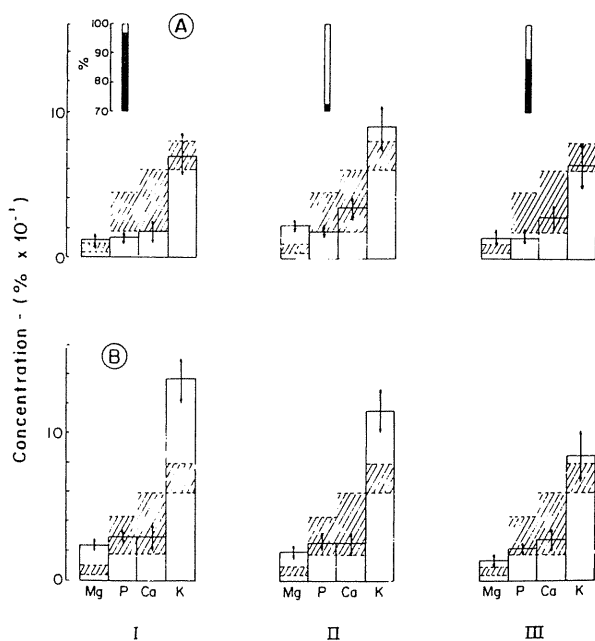 A
100
90
80
70
%
10
0
Concentration - (% x 10⁻¹)
B
10
0
Mg P Ca K
Mg P Ca K
Mg P Ca K
I II III